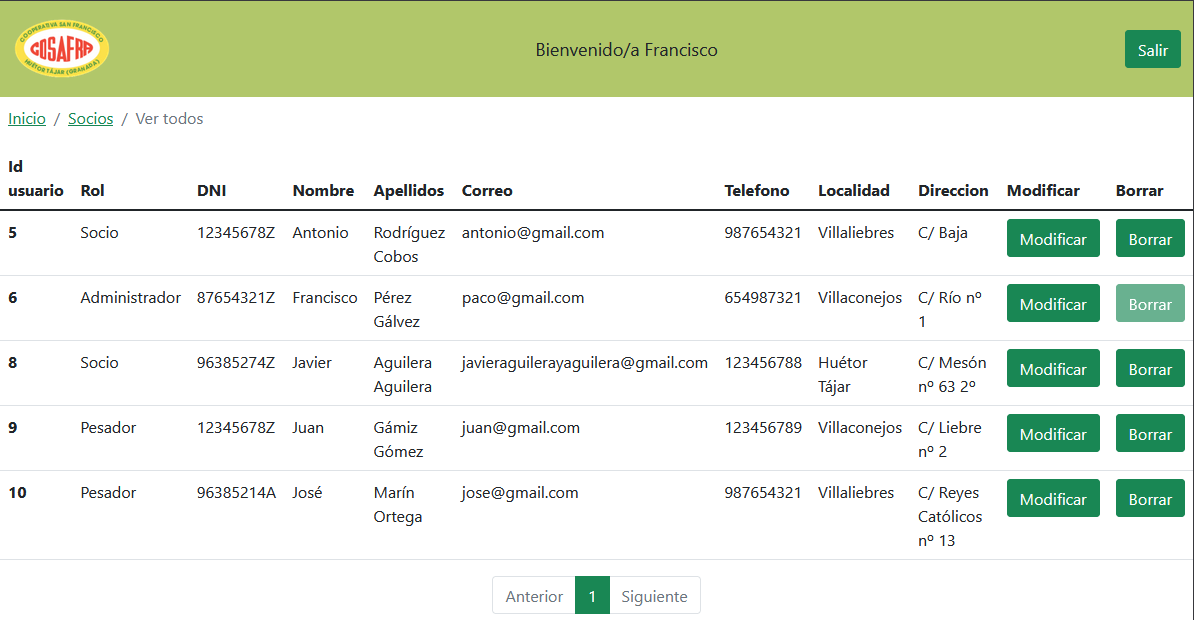 COOPERATIVA SAN FRANCISCO
COSAFRA
HUÉTOR TÁJAR (GRANADA)
Bienvenido/a Francisco
Salir
Inicio / Socios / Ver todos
Id usuario Rol DNI Nombre Apellidos Correo Telefono Localidad Direccion Modificar Borrar
5 Socio 12345678Z Antonio Rodríguez Cobos antonio@gmail.com 987654321 Villaliebres C/ Baja Modificar Borrar
6 Administrador 87654321Z Francisco Pérez Gálvez paco@gmail.com 654987321 Villaconejos C/ Río nº 1 Modificar Borrar
8 Socio 96385274Z Javier Aguilera Aguilera javieraguilerayaguilera@gmail.com 123456788 Huétor Tájar C/ Mesón nº 63 2º Modificar Borrar
9 Pesador 12345678Z Juan Gámiz Gómez juan@gmail.com 123456789 Villaconejos C/ Liebre nº 2 Modificar Borrar
10 Pesador 96385214A José Marín Ortega jose@gmail.com 987654321 Villaliebres C/ Reyes Católicos nº 13 Modificar Borrar
Anterior 1 Siguiente